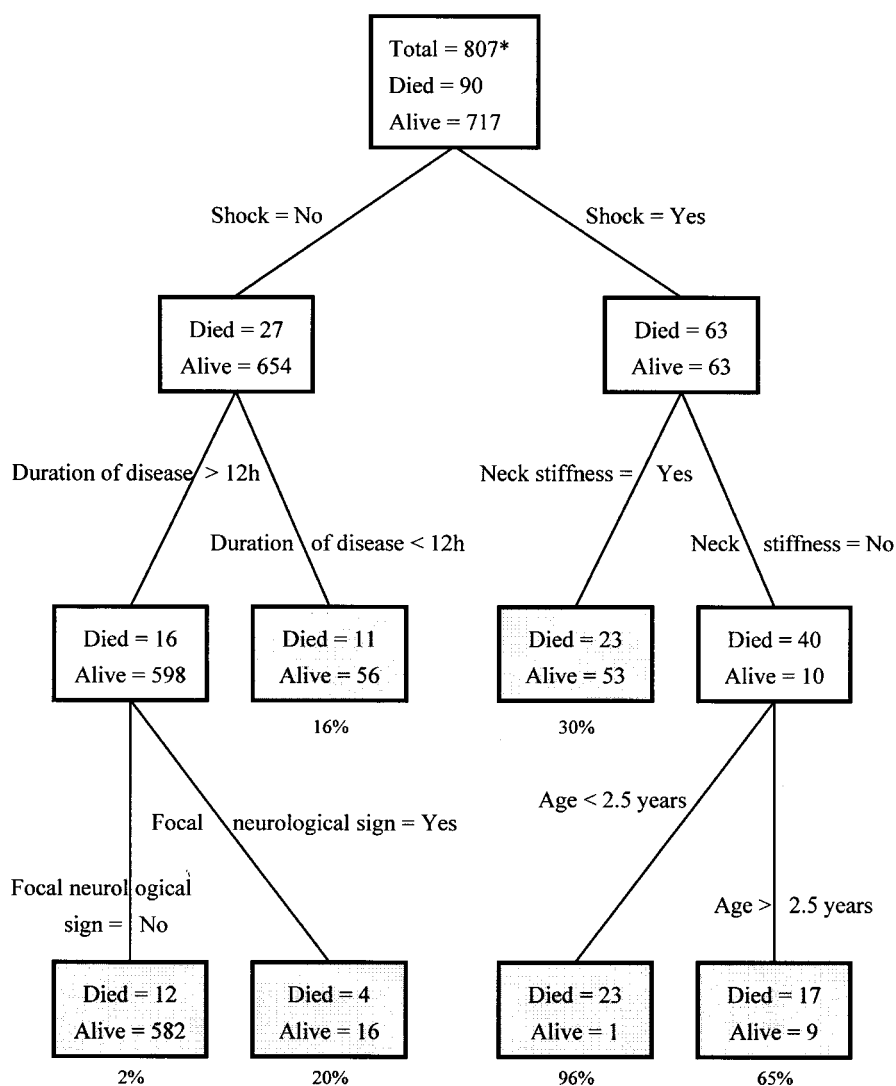 Total = 807*
Died = 90
Alive = 717
Shock = No
Shock = Yes
Died = 27
Alive = 654
Died = 63
Alive = 63
Duration of disease > 12h
Neck stiffness = Yes
Duration of disease < 12h
Neck stiffness = No
Died = 16
Alive = 598
Died = 11
Alive = 56
Died = 23
Alive = 53
Died = 40
Alive = 10
16%
30%
Age < 2.5 years
Focal neurological sign = Yes
Focal neurological
sign = No
Age > 2.5 years
Died = 12
Alive = 582
Died = 4
Alive = 16
Died = 23
Alive = 1
Died = 17
Alive = 9
2%
20%
96%
65%